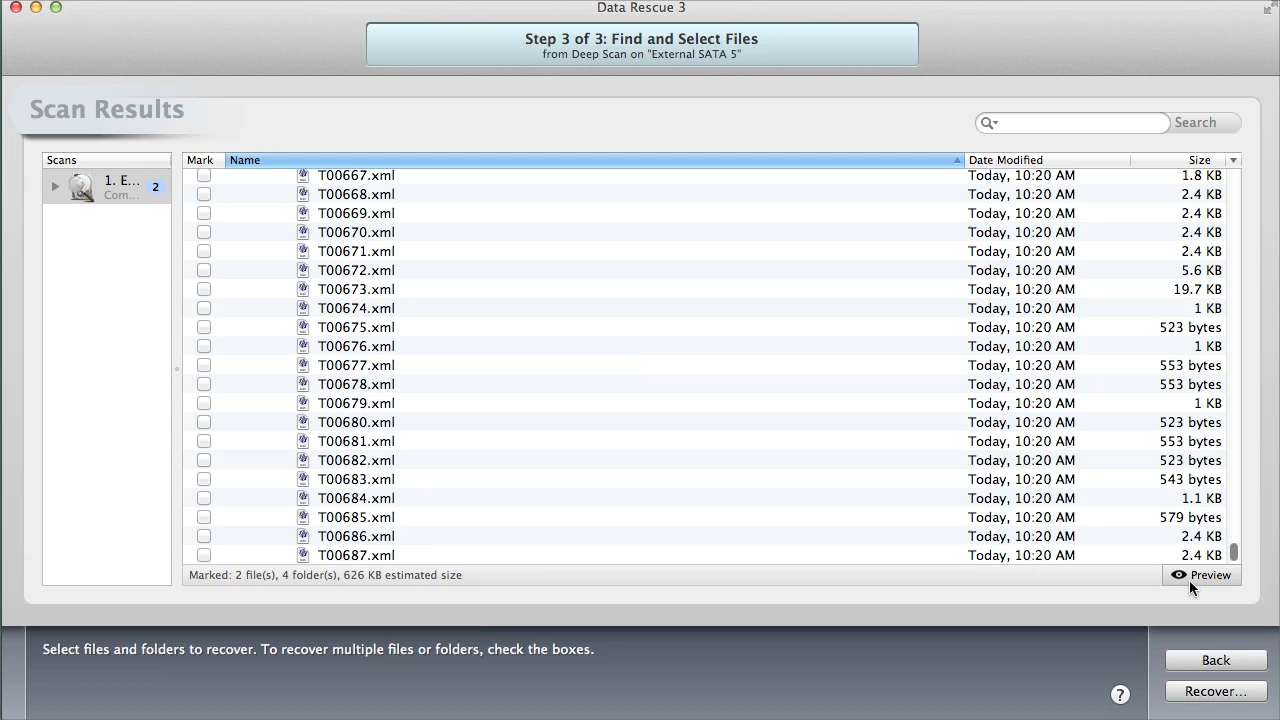 Data Rescue 3
Step 3 of 3: Find and Select Files
from Deep Scan on "External SATA 5"
Scan Results
Search
Scans
Mark Name Date Modified Size
1. E... 2
Com...
T00667.xml Today, 10:20 AM 1.8 KB
T00668.xml Today, 10:20 AM 2.4 KB
T00669.xml Today, 10:20 AM 2.4 KB
T00670.xml Today, 10:20 AM 2.4 KB
T00671.xml Today, 10:20 AM 2.4 KB
T00672.xml Today, 10:20 AM 5.6 KB
T00673.xml Today, 10:20 AM 19.7 KB
T00674.xml Today, 10:20 AM 1 KB
T00675.xml Today, 10:20 AM 523 bytes
T00676.xml Today, 10:20 AM 1 KB
T00677.xml Today, 10:20 AM 553 bytes
T00678.xml Today, 10:20 AM 553 bytes
T00679.xml Today, 10:20 AM 1 KB
T00680.xml Today, 10:20 AM 523 bytes
T00681.xml Today, 10:20 AM 553 bytes
T00682.xml Today, 10:20 AM 523 bytes
T00683.xml Today, 10:20 AM 543 bytes
T00684.xml Today, 10:20 AM 1.1 KB
T00685.xml Today, 10:20 AM 579 bytes
T00686.xml Today, 10:20 AM 2.4 KB
T00687.xml Today, 10:20 AM 2.4 KB
Marked: 2 file(s), 4 folder(s), 626 KB estimated size
Preview
Select files and folders to recover. To recover multiple files or folders, check the boxes.
Back
?
Recover...